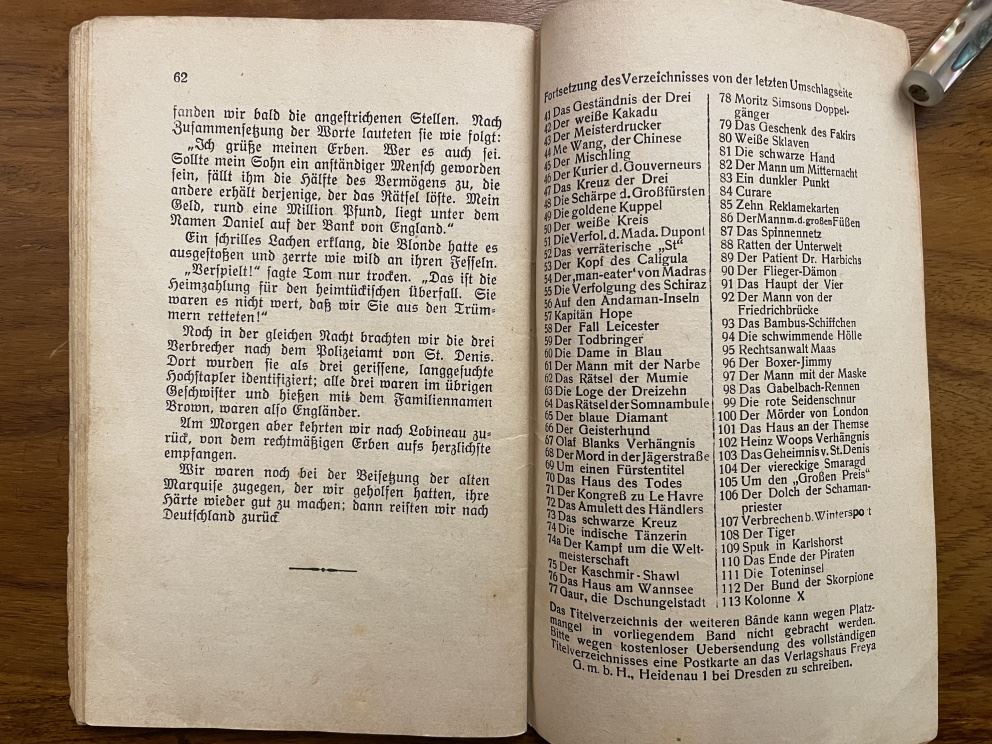 62
fanden wir bald die angestrichenen Stellen. Nach
Zusammensetzung der Worte lauteten sie wie folgt:
„Ich grüße meinen Erben. Wer es auch sei.
Sollte mein Sohn ein anständiger Mensch geworden
sein, fällt ihm die Hälfte des Vermögens zu, die
andere erhält derjenige, der das Rätsel löste. Mein
Geld, rund eine Million Pfund, liegt unter dem
Namen Daniel auf der Bank von England.“
Ein schrilles Lachen erklang, die Blonde hatte es
ausgestoßen und zerrte wie wild an ihren Fesseln.
„Verspielt!“ sagte Tom nur trocken. „Das ist die
Heimzahlung für den heimtückischen Überfall. Sie
waren es nicht wert, daß wir Sie aus den Trüm-
mern retteten!“
Noch in der gleichen Nacht brachten wir die drei
Verbrecher nach dem Polizeiamt von St. Denis.
Dort wurden sie als drei gerissene, langgesuchte
Hochstapler identifiziert; alle drei waren im übrigen
Geschwister und hießen mit dem Familiennamen
Brown, waren also Engländer.
Am Morgen aber kehrten wir nach Lobineau zu-
rück, von dem rechtmäßigen Erben aufs herzlichste
empfangen.
Wir waren noch bei der Beisetzung der alten
Marquise zugegen, der wir geholfen hatten, ihre
Härte wieder gut zu machen; dann reisten wir nach
Deutschland zurück
Fortsetzung des Verzeichnisses von der letzten Umschlagseite
41 Das Geständnis der Drei
42 Der weiße Kakadu
43 Der Meisterdrucker
44 Me Wang, der Chinese
45 Der Mischling
46 Der Kurier d. Gouverneurs
47 Das Kreuz der Drei
48 Die Schärpe d. Großfürsten
49 Die goldene Kuppel
50 Der weiße Kreis
51 Die Verfol. d. Mada. Dupont
52 Das verräterische „St“
53 Der Kopf des Caligula
54 Der ‚man-eater‘ von Madras
55 Die Verfolgung des Schiraz
56 Auf den Andaman-Inseln
57 Kapitän Hope
58 Der Fall Leicester
59 Der Todbringer
60 Die Dame in Blau
61 Der Mann mit der Narbe
62 Das Rätsel der Mumie
63 Die Loge der Dreizehn
64 Das Rätsel der Somnambule
65 Der blaue Diamant
66 Der Geisterhund
67 Olaf Blanks Verhängnis
68 Der Mord in der Jägerstraße
69 Um einen Fürstentitel
70 Das Haus des Todes
71 Der Kongreß zu Le Havre
72 Das Amulett des Händlers
73 Das schwarze Kreuz
74 Die indische Tänzerin
74a Der Kampf um die Welt-
meisterschaft
75 Der Kaschmir-Shawl
76 Das Haus am Wannsee
77 Gaur, die Dschungelstadt
78 Moritz Simsons Doppel-
gänger
79 Das Geschenk des Fakirs
80 Weiße Sklaven
81 Die schwarze Hand
82 Der Mann um Mitternacht
83 Ein dunkler Punkt
84 Curare
85 Zehn Reklamekarten
86 Der Mann m. d. großen Füßen
87 Das Spinnennetz
88 Ratten der Unterwelt
89 Der Patient Dr. Harbichs
90 Der Flieger-Dämon
91 Das Haupt der Vier
92 Der Mann von der
Friedrichbrücke
93 Das Bambus-Schiffchen
94 Die schwimmende Hölle
95 Rechtsanwalt Maas
96 Der Boxer-Jimmy
97 Der Mann mit der Maske
98 Das Gabelbach-Rennen
99 Die rote Seidenschnur
100 Der Mörder von London
101 Das Haus an der Themse
102 Heinz Woops Verhängnis
103 Das Geheimnis v. St. Denis
104 Der viereckige Smaragd
105 Um den „Großen Preis“
106 Der Dolch der Schaman-
priester
107 Verbrechen b. Wintersport
108 Der Tiger
109 Spuk in Karlshorst
110 Das Ende der Piraten
111 Die Toteninsel
112 Der Bund der Skorpione
113 Kolonne X
Das Titelverzeichnis der weiteren Bände kann wegen Platz-
mangel in vorliegendem Band nicht gebracht werden.
Bitte wegen kostenloser Uebersendung des vollständigen
Titelverzeichnisses eine Postkarte an das Verlagshaus Freya
G. m. b. H., Heidenau 1 bei Dresden zu schreiben.